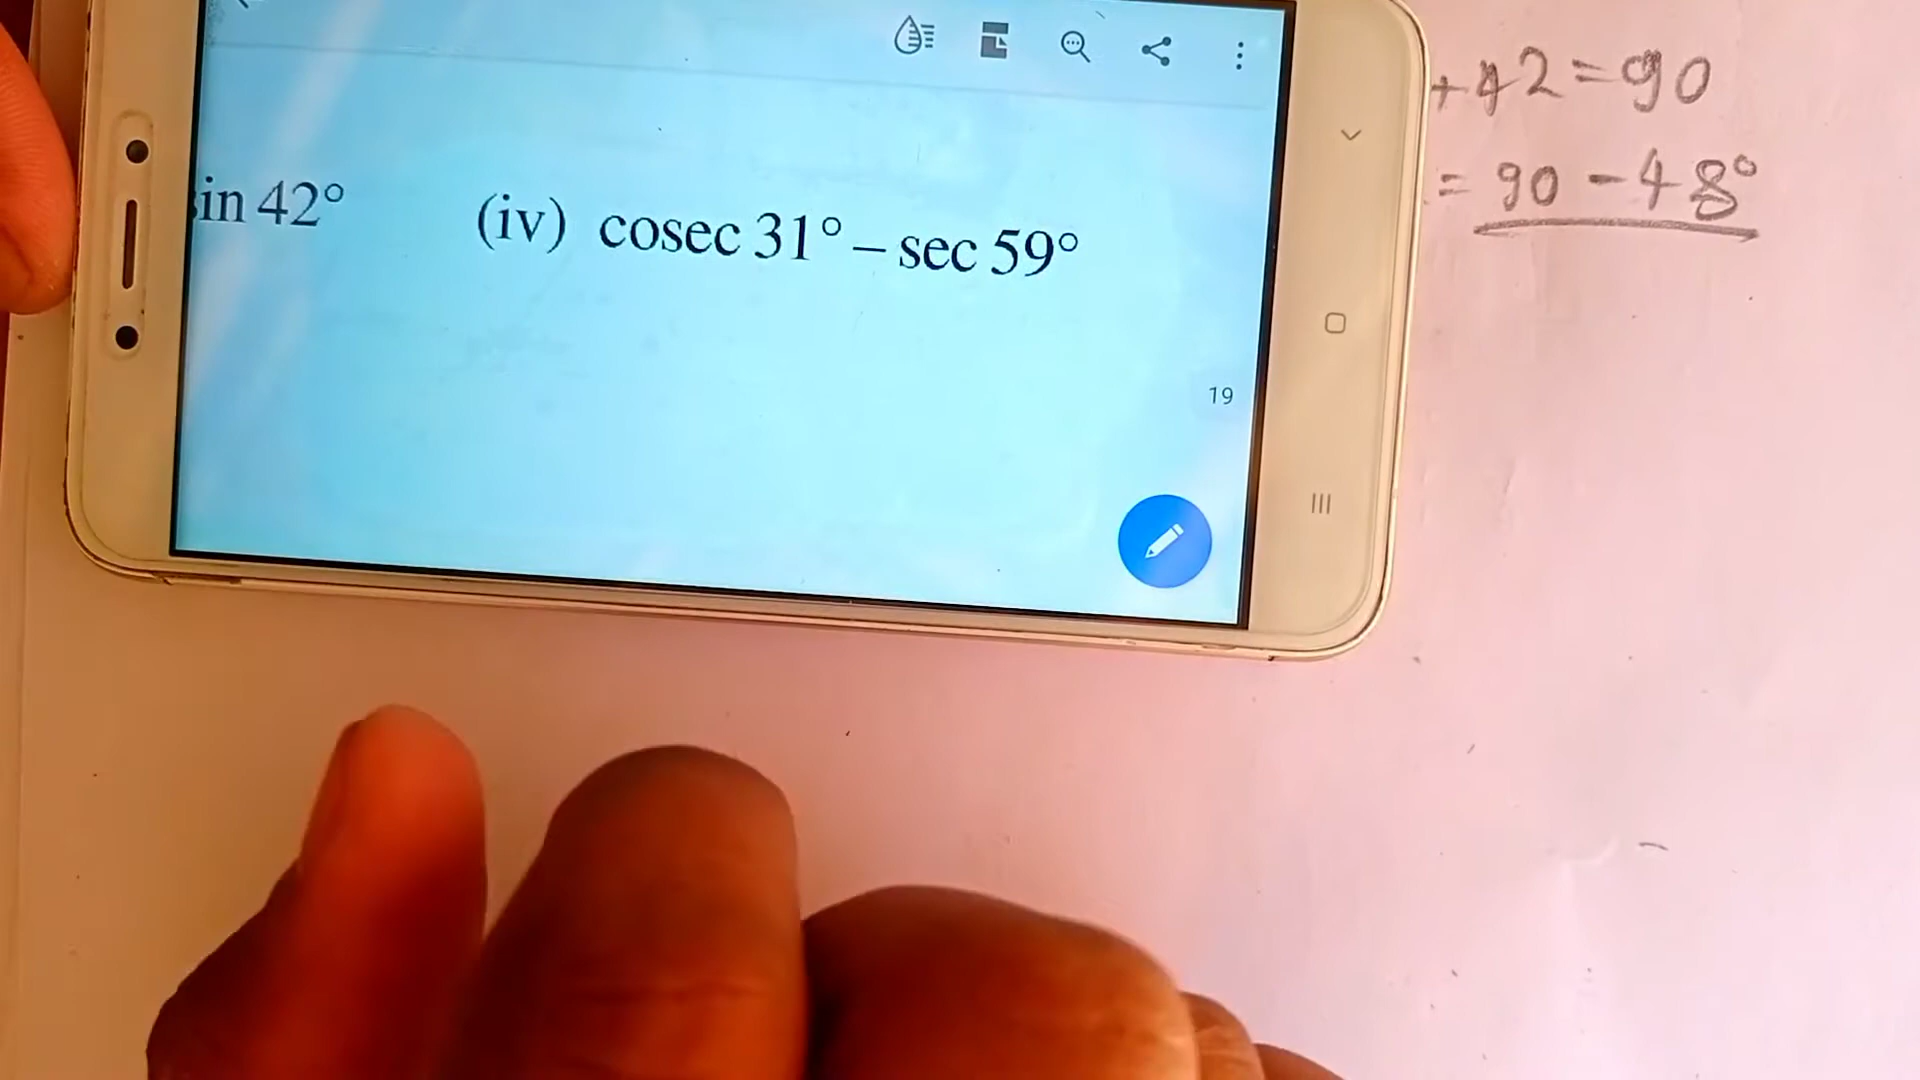 in 42° (iv) cosec 31° – sec 59°
19
+42=90
= 90 - 48°